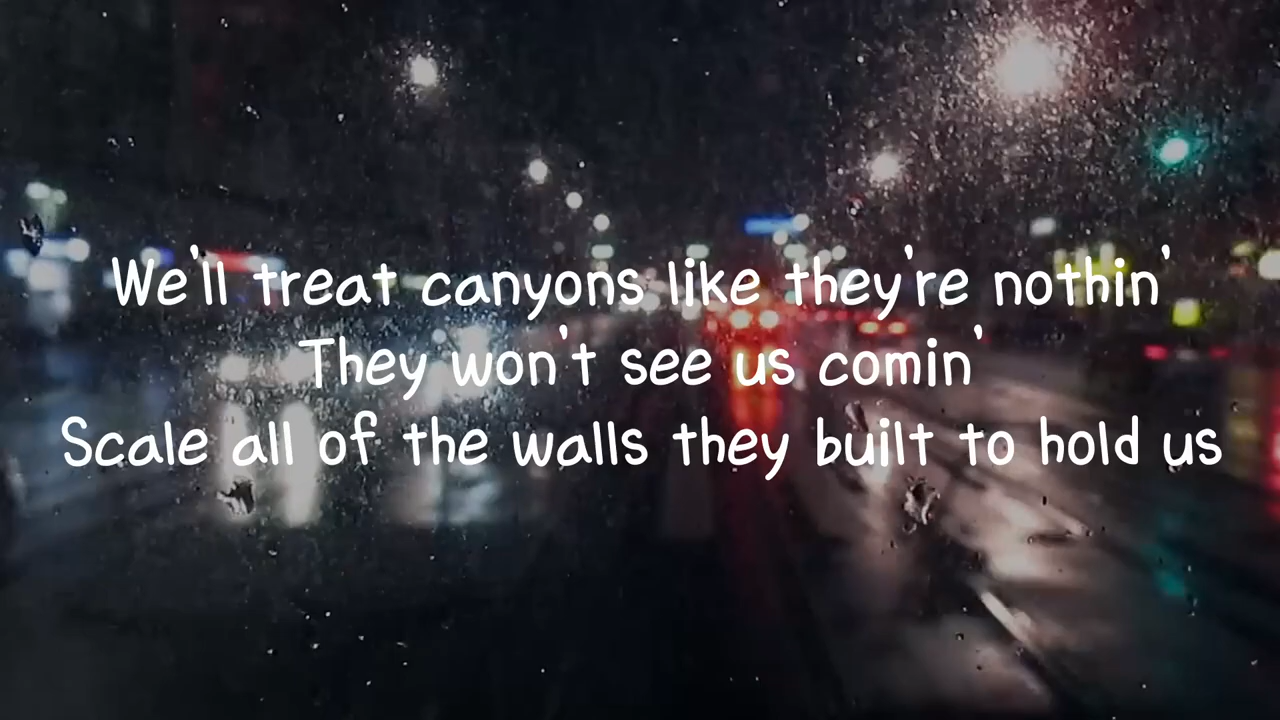 We'll treat canyons like they're nothin'
They won't see us comin'
Scale all of the walls they built to hold us